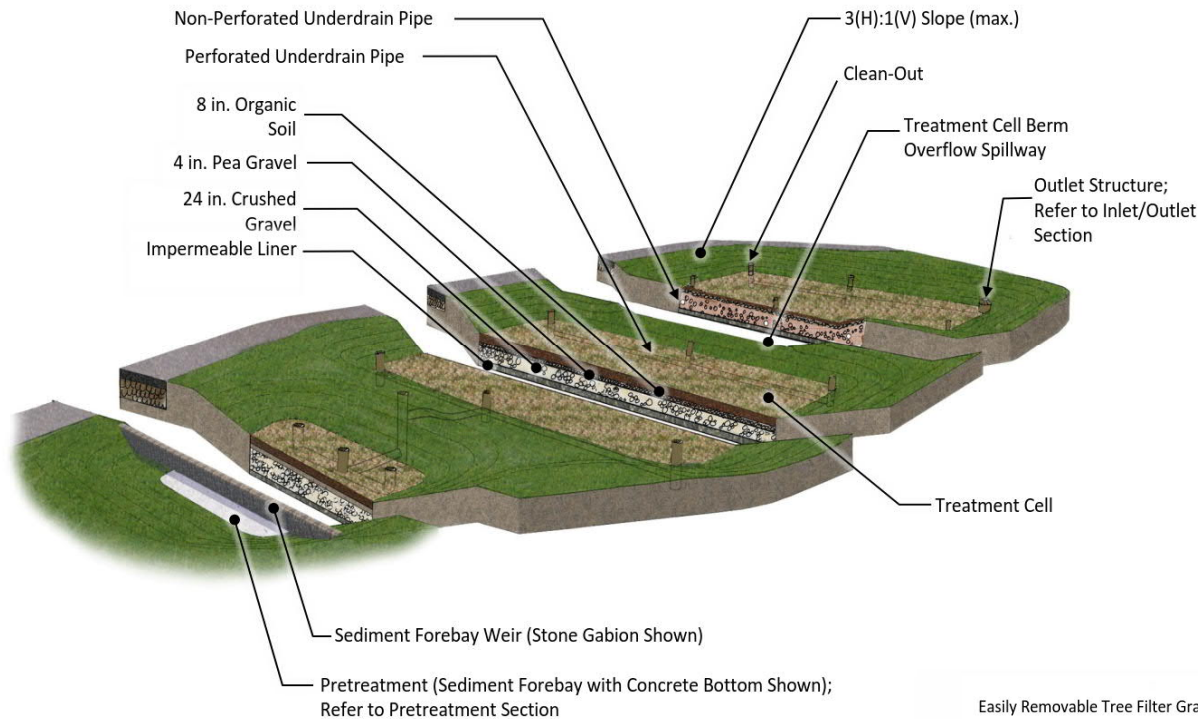 Non-Perforated Underdrain Pipe
3(H):1(V) Slope (max.)
Perforated Underdrain Pipe
Clean-Out
8 in. Organic
Soil
Treatment Cell Berm
Overflow Spillway
4 in. Pea Gravel
24 in. Crushed
Gravel
Outlet Structure;
Refer to Inlet/Outlet
Section
Impermeable Liner
Treatment Cell
Sediment Forebay Weir (Stone Gabion Shown)
Pretreatment (Sediment Forebay with Concrete Bottom Shown);
Refer to Pretreatment Section
Easily Removable Tree Filter Gra